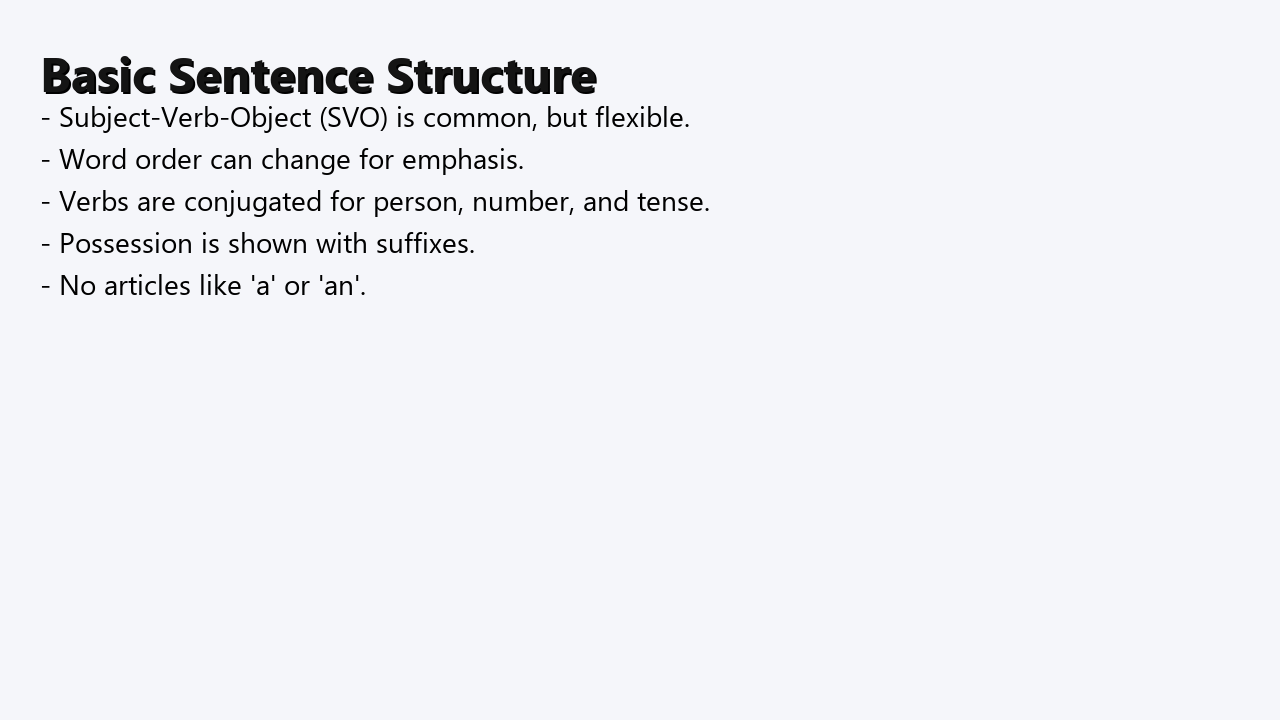 Basic Sentence Structure
- Subject-Verb-Object (SVO) is common, but flexible.
- Word order can change for emphasis.
- Verbs are conjugated for person, number, and tense.
- Possession is shown with suffixes.
- No articles like 'a' or 'an'.